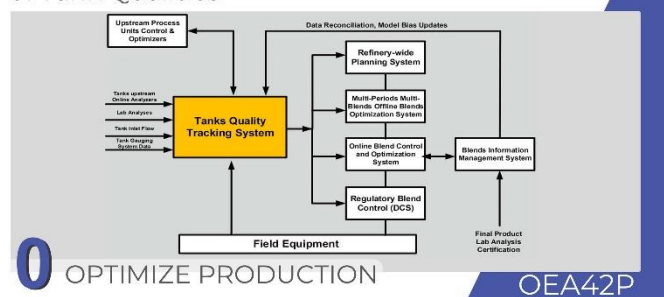 Upstream Process
Units Control &
Optimizers
Data Reconciliation, Model Bias Updates
Refinery-wide
Planning System
Tanks upstream
Online Analyzers
Lab Analyses
Tank Inlet Flow
Tank Gauging
System Data
Tanks Quality
Tracking System
Multi-Periods Multi-
Blends Offline Blends
Optimization System
Online Blend Control
and Optimization
System
Blends Information
Management System
Regulatory Blend
Control (DCS)
Field Equipment
Final Product
Lab Analysis
Certification
0 OPTIMIZE PRODUCTION
OEA42P